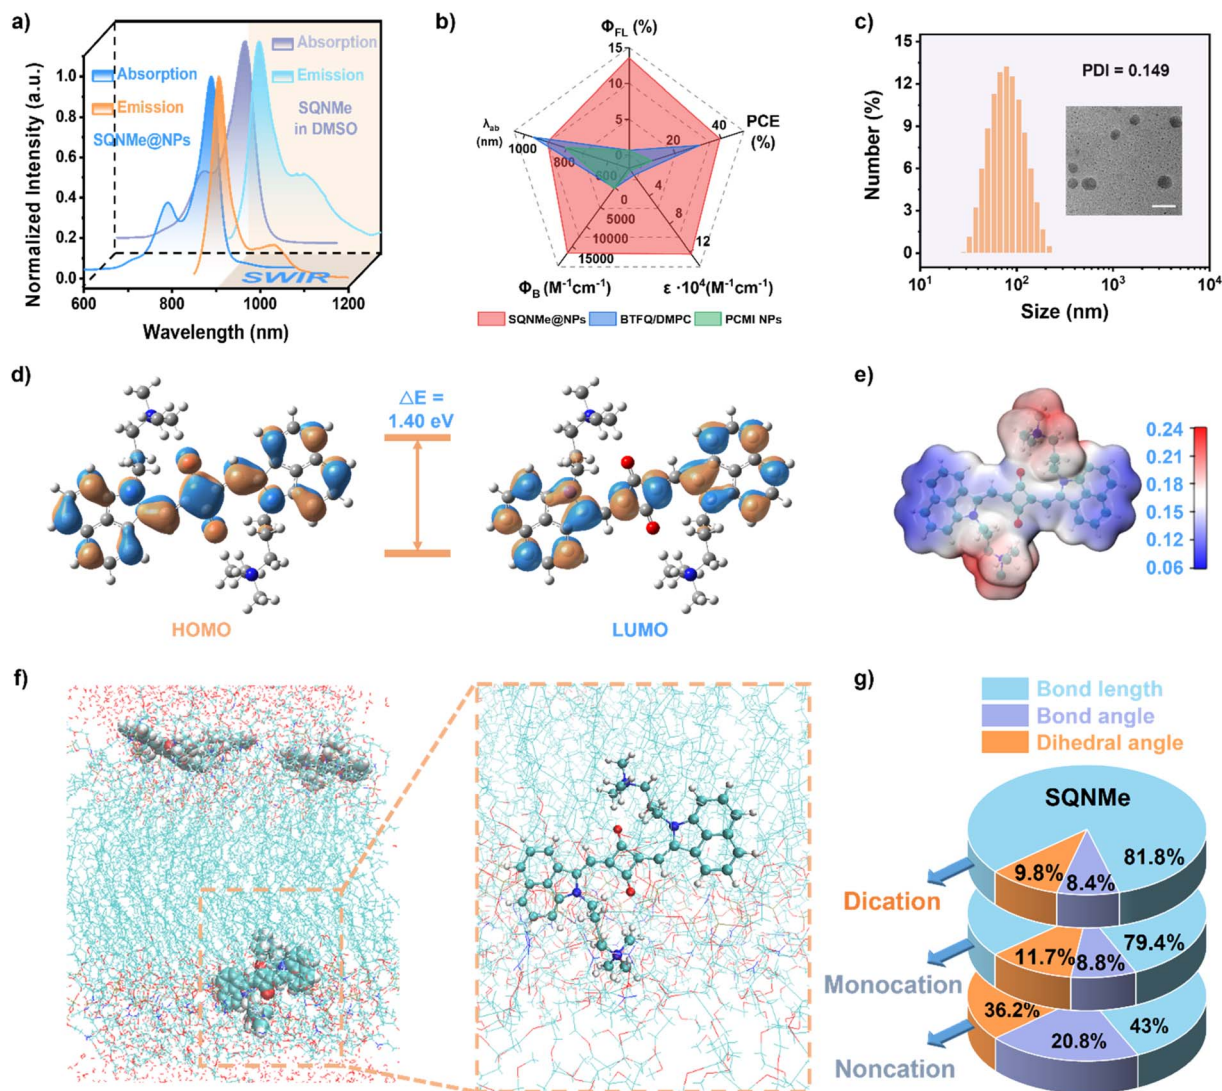 a)
Normalized Intensity (a.u.)
1.0
0.8
0.6
0.4
0.2
0.0
Absorption
Emission
SQNMe@NPs
Absorption
Emission
SQNMe
in DMSO
SWIR
600
800
1000
1200
Wavelength (nm)
b)
Φ_FL (%)
15
10
5
0
PCE
(%)
40
20
λ_ab
(nm)
1000
800
600
4
8
12
0
5000
10000
15000
Φ_B (M⁻¹cm⁻¹)
ε ·10⁴(M⁻¹cm⁻¹)
SQNMe@NPs
BTFQ/DMPC
PCMI NPs
c)
Number (%)
15
12
9
6
3
0
PDI = 0.149
10¹
10²
10³
10⁴
Size (nm)
d)
△E =
1.40 eV
HOMO
LUMO
e)
0.24
0.21
0.18
0.15
0.12
0.06
f)
g)
Bond length
Bond angle
Dihedral angle
SQNMe
9.8%
8.4%
81.8%
Dication
11.7%
8.8%
79.4%
Monocation
36.2%
20.8%
43%
Noncation